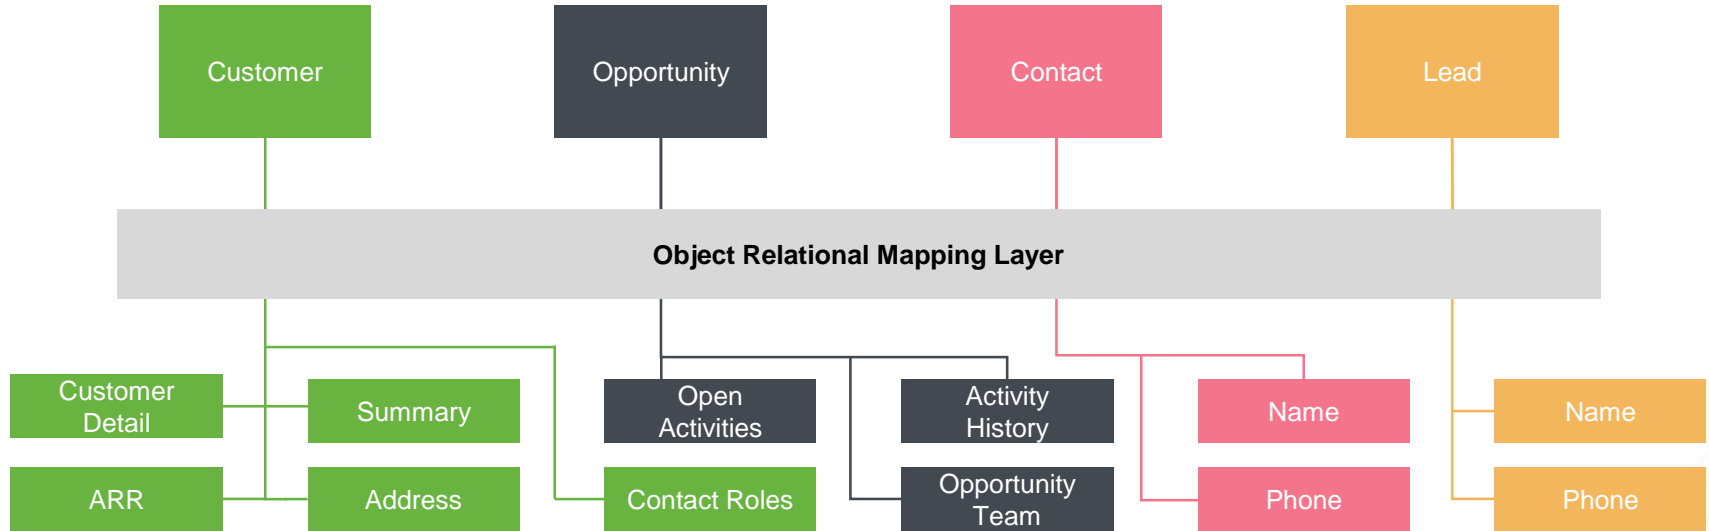 Customer
Opportunity
Contact
Lead
Object Relational Mapping Layer
Customer
Detail
Summary
Open
Activities
Activity
History
Name
Name
ARR
Address
Contact Roles
Opportunity
Team
Phone
Phone